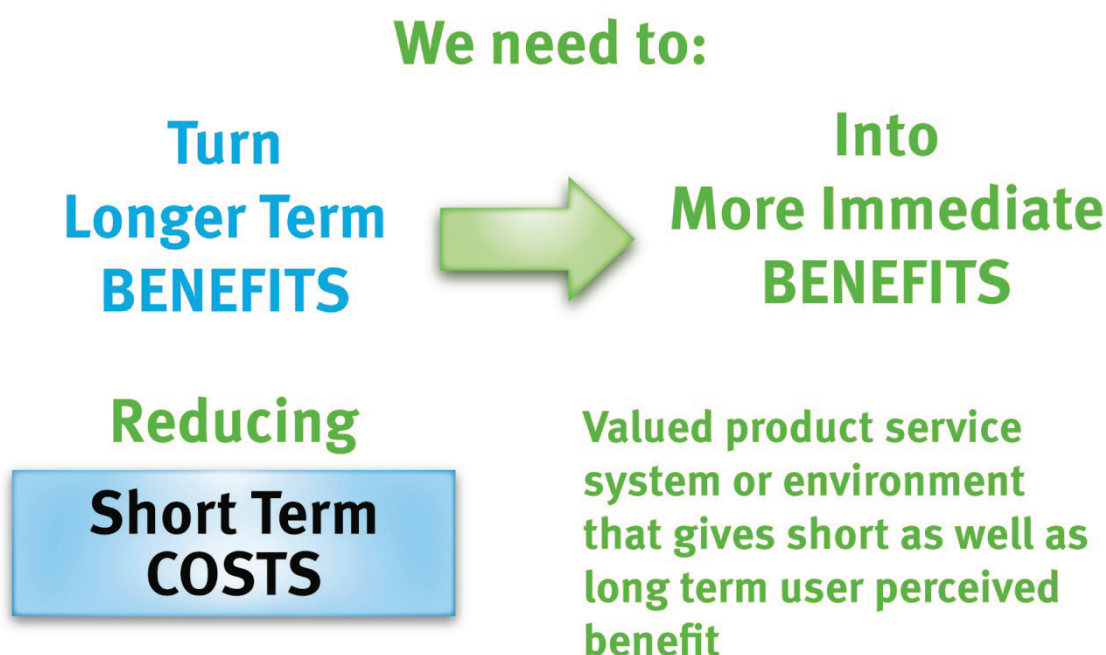 We need to:
Turn
Longer Term
BENEFITS
Into
More Immediate
BENEFITS
Reducing
Short Term
COSTS
Valued product service
system or environment
that gives short as well as
long term user perceived
benefit